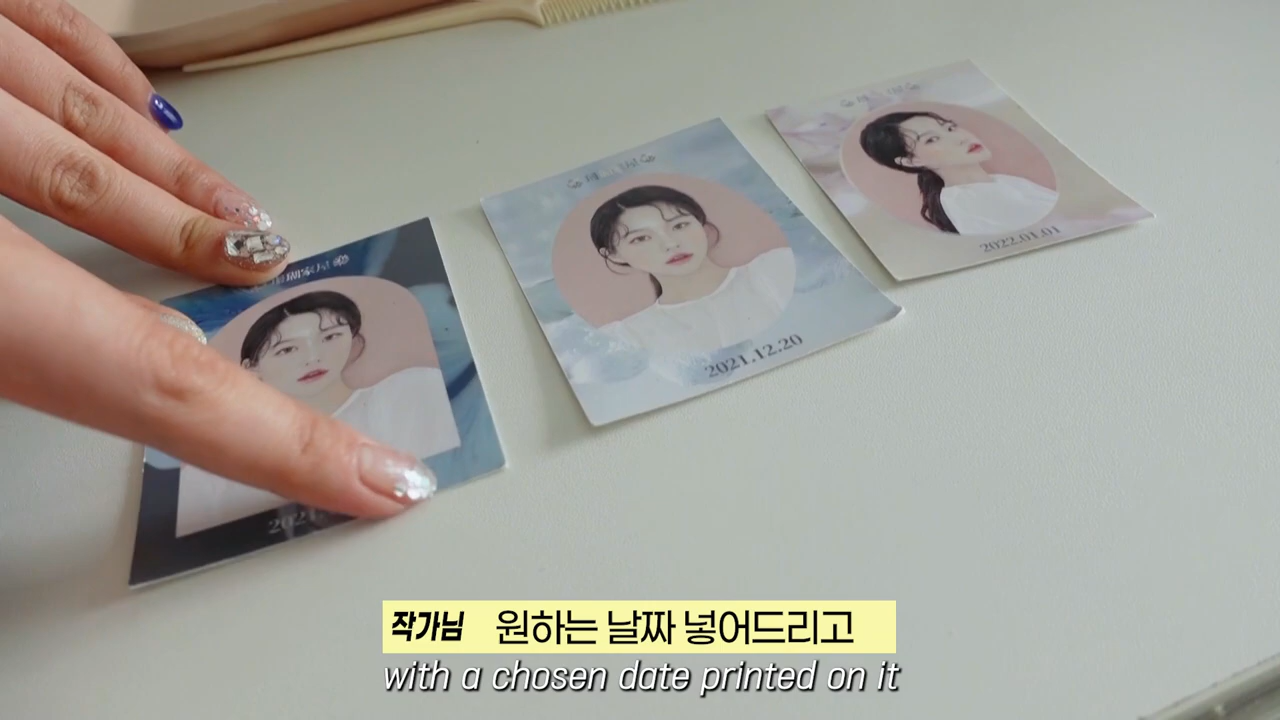 2022.01.01
2021.12.20
작가님 원하는 날짜 넣어드리고
with a chosen date printed on it